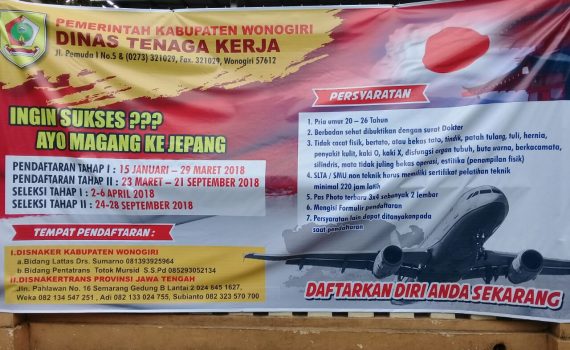 PEMERINTAH KABUPATEN WONOGIRI
DINAS TENAGA KERJA
Jl. Pemuda I No.5 & (0273) 321029, Fax. 321029, Wonogiri 57612
INGIN SUKSES ???
AYO MAGANG KE JEPANG
PENDAFTARAN TAHAP I : 15 JANUARI – 29 MARET 2018
PENDAFTARAN TAHAP II : 23 MARET – 21 SEPTEMBER 2018
SELEKSI TAHAP I : 2-6 APRIL 2018
SELEKSI TAHAP II : 24-28 SEPTEMBER 2018
TEMPAT PENDAFTARAN :
I.DISNAKER KABUPATEN WONOGIRI
a.Bidang Lattas Drs. Sumarno 081393925964
b Bidang Pentatrans Totok Mursid S.S.Pd 085293052134
II.DISNAKERTRANS PROVINSI JAWA TENGAH
Jln: Pahlawan No. 16 Semarang Gedung B Lantai 2 024 845 1627,
Weka 082 134 547 251 , Adi 082 133 024 755, Subianto 082 323 570 700
PERSYARATAN
1. Pria umur 20 – 26 Tahun
2. Berbadan sehat dibuktikan dengan surat Dokter
3. Tidak cacat fisik, bertato, atau bekas tato, tindik, patah tulang, tuli, hernia,
penyakit kulit, kaki O, kaki X, disfungsi organ tubuh, buta warna, berkacamata,
silindris, mata tidak juling bekas operasi, estitika (penampilan fisik)
4. SLTA / SMU non teknik harus memiliki sertifikat pelatihan teknik
minimal 220 jam latih
5. Pas Photo terbaru 3x4 sebanyak 2 lembar
6. Mengisi Formulir pendaftaran
7. Persyaratan lain dapat ditanyakanpada
saat pendaftaran
DAFTARKAN DIRI ANDA SEKARANG